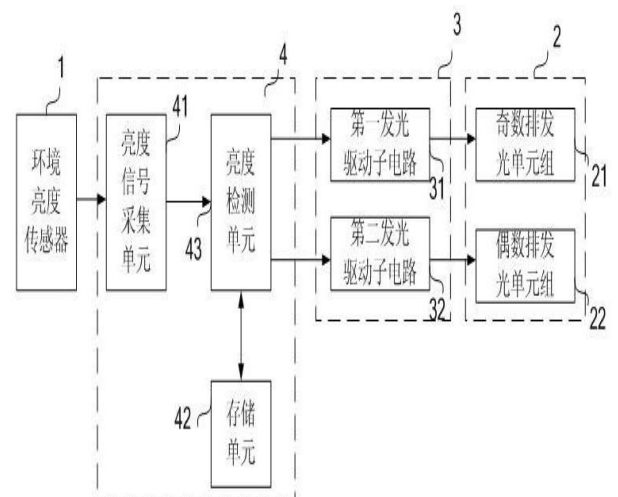 1
环境
亮度
传感器
4
41
亮度
信号
采集
单元
43
亮度
检测
单元
42
存储
单元
3
第一发光
驱动子电路
31
第二发光
驱动子电路
32
2
奇数排发
光单元组
21
偶数排发
光单元组
22